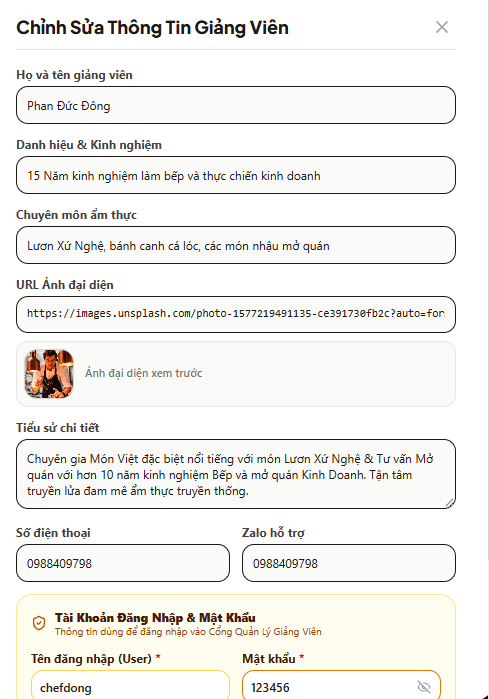 Chỉnh Sửa Thông Tin Giảng Viên
Họ và tên giảng viên
Phan Đức Đông
Danh hiệu & Kinh nghiệm
15 Năm kinh nghiệm làm bếp và thực chiến kinh doanh
Chuyên môn ẩm thực
Lươn Xứ Nghệ, bánh canh cá lóc, các món nhậu mở quán
URL Ảnh đại diện
https://images.unsplash.com/photo-1577219491135-ce391730fb2c?auto=for
Ảnh đại diện xem trước
Tiểu sử chi tiết
Chuyên gia Món Việt đặc biệt nổi tiếng với món Lươn Xứ Nghệ & Tư vấn Mở
quán với hơn 10 năm kinh nghiệm Bếp và mở quán Kinh Doanh. Tận tâm
truyền lửa đam mê ẩm thực truyền thống.
Số điện thoại Zalo hỗ trợ
0988409798 0988409798
Tài Khoản Đăng Nhập & Mật Khẩu
Thông tin dùng để đăng nhập vào Cổng Quản Lý Giảng Viên
Tên đăng nhập (User) * Mật khẩu *
chefdong 123456